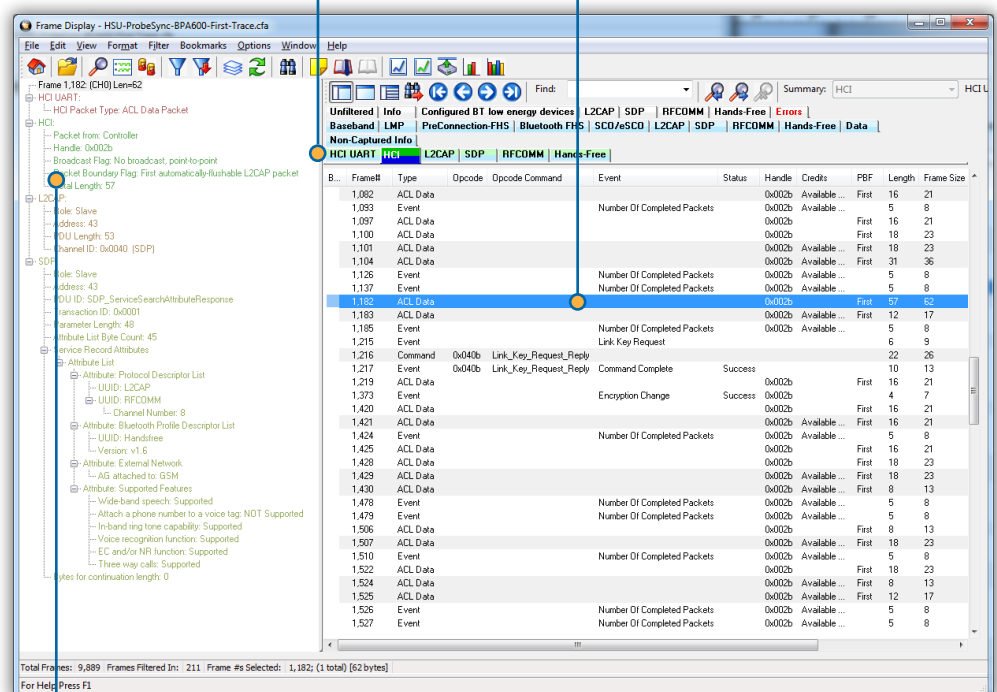 Frame Display - HSU-ProbeSync-BPA600-First-Trace.cfa
File Edit View Format Filter Bookmarks Options Window Help
Find:
Summary: HCI
HCI U
Frame 1,182: (CH0) Len=62
HCI UART:
HCI Packet Type: ACL Data Packet
HCI:
Packet from: Controller
Handle: 0x002b
Broadcast Flag: No broadcast, point-to-point
Packet Boundary Flag: First automatically-flushable L2CAP packet
Total Length: 57
L2CAP:
Role: Slave
Address: 43
PDU Length: 53
Channel ID: 0x0040 (SDP)
SDP
Role: Slave
Address: 43
PDU ID: SDP_ServiceSearchAttributeResponse
Transaction ID: 0x0001
Parameter Length: 48
Attribute List Byte Count: 45
Service Record Attributes
Attribute List
Attribute: Protocol Descriptor List
UUID: L2CAP
UUID: RFCOMM
Channel Number: 8
Attribute: Bluetooth Profile Descriptor List
UUID: Handsfree
Version: v1.6
Attribute: External Network
AG attached to: GSM
Attribute: Supported Features
Wide-band speech: Supported
Attach a phone number to a voice tag: NOT Supported
In-band ring tone capability: Supported
Voice recognition function: Supported
EC and/or NR function: Supported
Three way calls: Supported
Bytes for continuation length: 0
Unfiltered Info Configured BT low energy devices L2CAP SDP RFCOMM Hands-Free Errors
Baseband LMP PreConnection-FHS Bluetooth FHS SCO/eSCO L2CAP SDP RFCOMM Hands-Free Data
Non-Captured Info
HCI UART HCI L2CAP SDP RFCOMM Hands-Free
B... Frame# Type Opcode Opcode Command Event Status Handle Credits PBF Length Frame Size
1,082 ACL Data 0x002b Available ... First 16 21
1,093 Event Number Of Completed Packets 0x002b Available ... 5 8
1,097 ACL Data 0x002b First 16 21
1,100 ACL Data 0x002b First 18 23
1,101 ACL Data 0x002b Available ... First 18 23
1,104 ACL Data 0x002b Available ... First 31 36
1,126 Event Number Of Completed Packets 0x002b Available ... 5 8
1,137 Event Number Of Completed Packets 0x002b Available ... 5 8
1,182 ACL Data 0x002b First 57 62
1,183 ACL Data 0x002b Available ... First 12 17
1,185 Event Number Of Completed Packets 0x002b Available ... 5 8
1,215 Event Link Key Request 6 9
1,216 Command 0x040b Link_Key_Request_Reply 22 26
1,217 Event 0x040b Link_Key_Request_Reply Command Complete Success 10 13
1,219 ACL Data 0x002b First 16 21
1,373 Event Encryption Change Success 0x002b 4 7
1,420 ACL Data 0x002b First 16 21
1,421 ACL Data 0x002b Available ... First 16 21
1,424 Event Number Of Completed Packets 0x002b Available ... 5 8
1,425 ACL Data 0x002b First 16 21
1,428 ACL Data 0x002b First 18 23
1,429 ACL Data 0x002b Available ... First 18 23
1,430 ACL Data 0x002b Available ... First 8 13
1,478 Event Number Of Completed Packets 0x002b Available ... 5 8
1,479 Event Number Of Completed Packets 0x002b Available ... 5 8
1,506 ACL Data 0x002b First 8 13
1,507 ACL Data 0x002b Available ... First 18 23
1,510 Event Number Of Completed Packets 0x002b Available ... 5 8
1,522 ACL Data 0x002b First 18 23
1,524 ACL Data 0x002b Available ... First 8 13
1,525 ACL Data 0x002b Available ... First 12 17
1,526 Event Number Of Completed Packets 0x002b Available ... 5 8
1,527 Event Number Of Completed Packets 0x002b Available ... 5 8
Total Frames: 9,889 Frames Filtered In: 211 Frame #s Selected: 1,182; (1 total) [62 bytes]
For Help Press F1